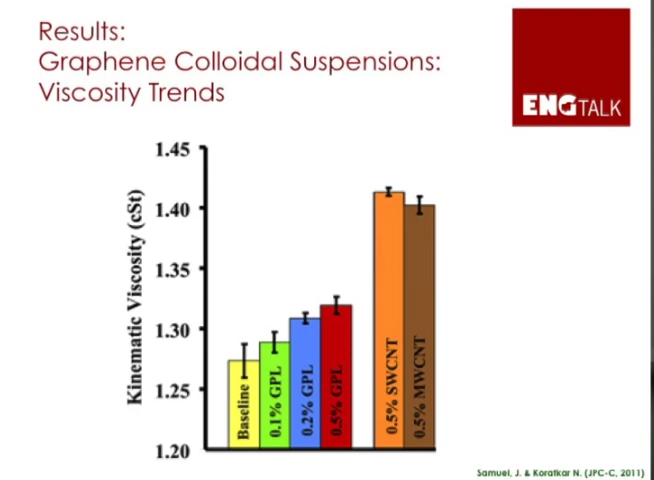 Results:
Graphene Colloidal Suspensions:
Viscosity Trends
ENGTALK
Kinematic Viscosity (cSt)
1.45
1.40
1.35
1.30
1.25
1.20
Baseline
0.1% GPL
0.2% GPL
0.5% GPL
0.5% SWCNT
0.5% MWCNT
Samuel, J. & Koratkar N. (JPC-C, 2011)